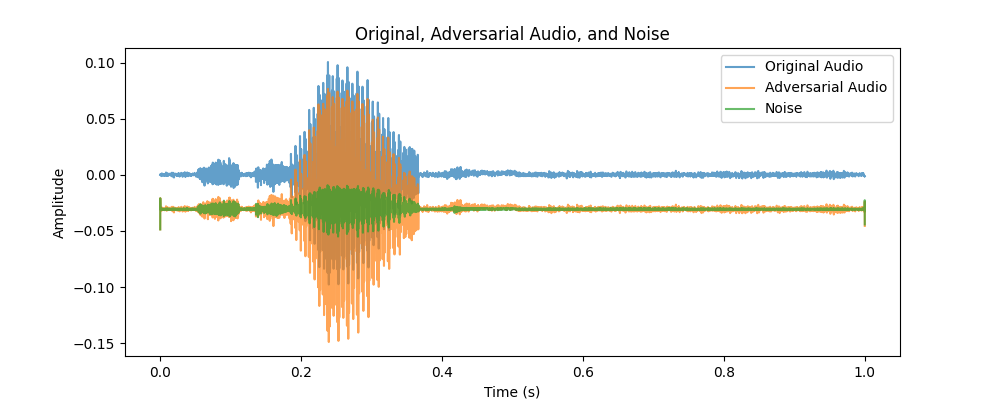 Original, Adversarial Audio, and Noise
Original Audio
Adversarial Audio
Noise
Amplitude
0.10
0.05
0.00
−0.05
−0.10
−0.15
0.0 0.2 0.4 0.6 0.8 1.0
Time (s)